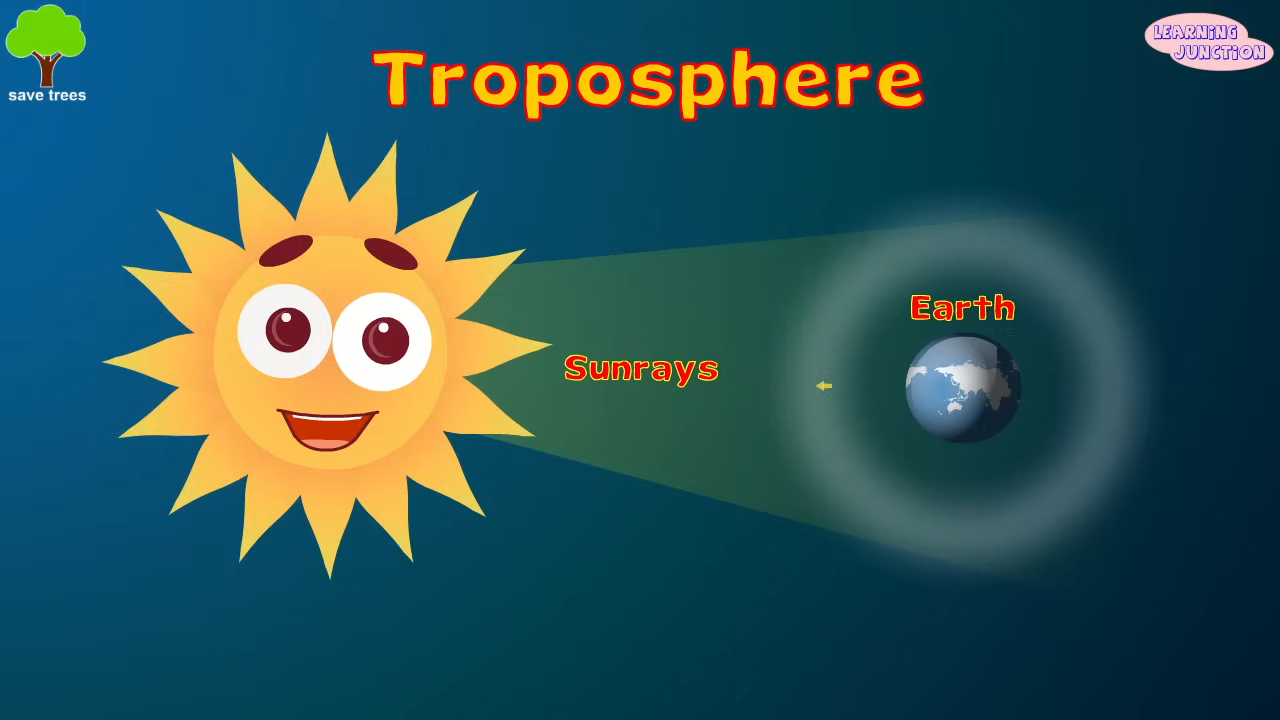 save trees
LEARNING
JUNCTION
Troposphere
Earth
Sunrays